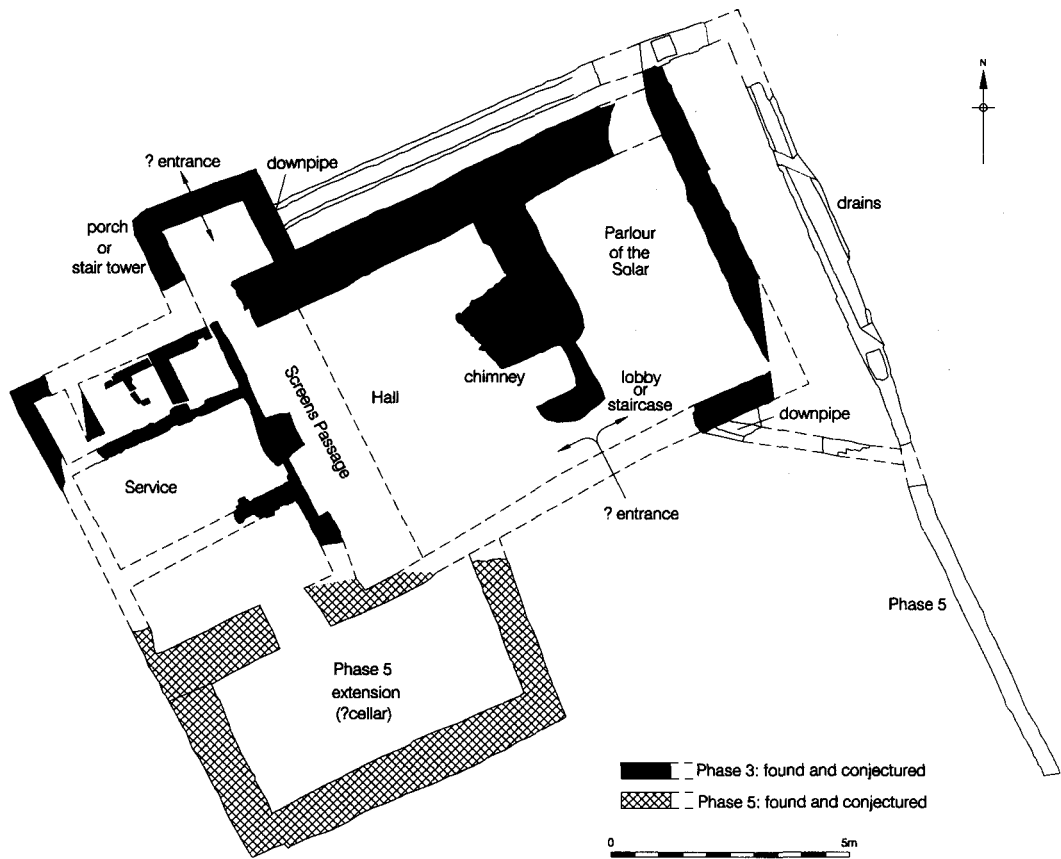 N
? entrance
downpipe
porch
or
stair tower
drains
Parlour
of the
Solar
Screens Passage
Hall
chimney
lobby
or
staircase
downpipe
Service
? entrance
Phase 5
Phase 5
extension
(?cellar)
Phase 3: found and conjectured
Phase 5: found and conjectured
0 5m